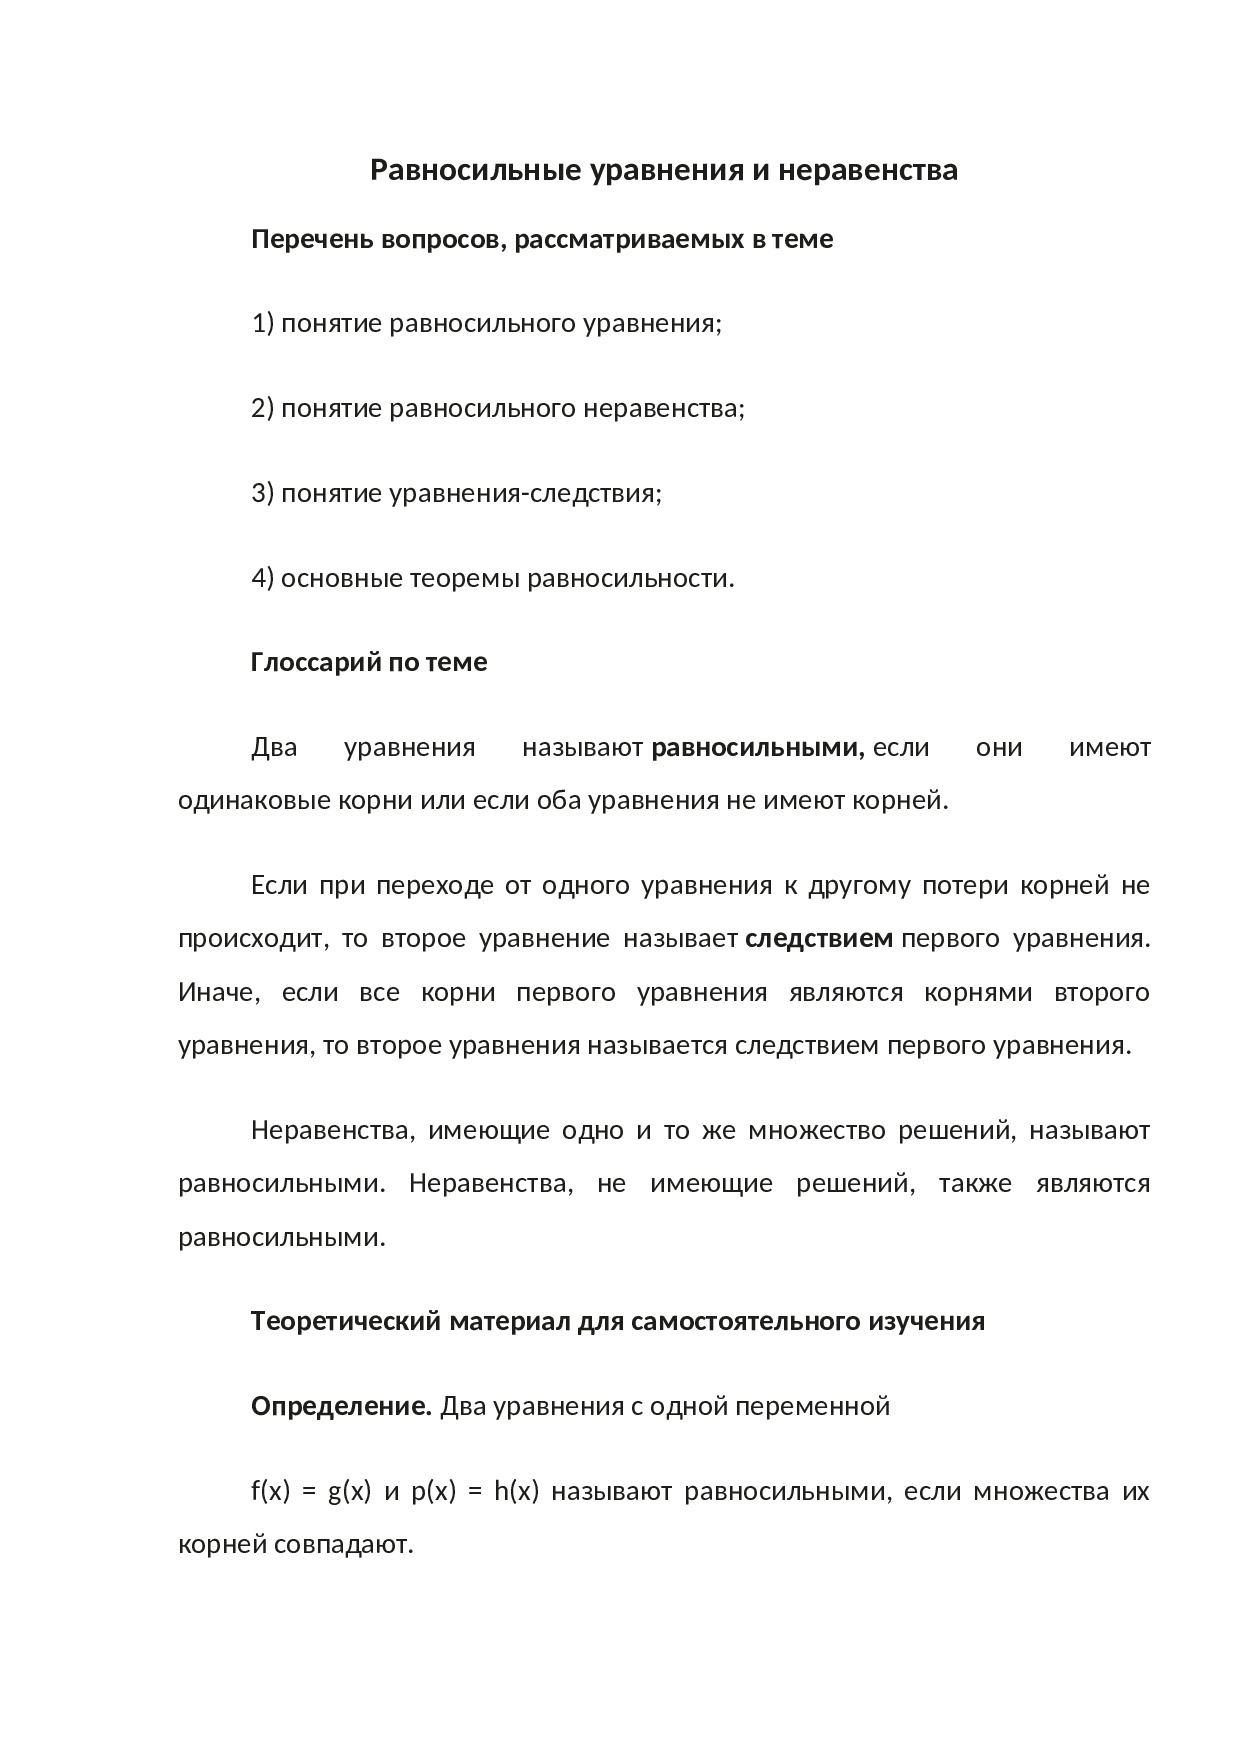 Равносильные уравнения и неравенства
Перечень вопросов, рассматриваемых в теме
1) понятие равносильного уравнения;
2) понятие равносильного неравенства;
3) понятие уравнения-следствия;
4) основные теоремы равносильности.
Глоссарий по теме
Два уравнения называют равносильными, если они имеют
одинаковые корни или если оба уравнения не имеют корней.
Если при переходе от одного уравнения к другому потери корней не
происходит, то второе уравнение называет следствием первого уравнения.
Иначе, если все корни первого уравнения являются корнями второго
уравнения, то второе уравнения называется следствием первого уравнения.
Неравенства, имеющие одно и то же множество решений, называют
равносильными. Неравенства, не имеющие решений, также являются
равносильными.
Теоретический материал для самостоятельного изучения
Определение. Два уравнения с одной переменной
f(x) = g(x) и p(x) = h(x) называют равносильными, если множества их
корней совпадают.